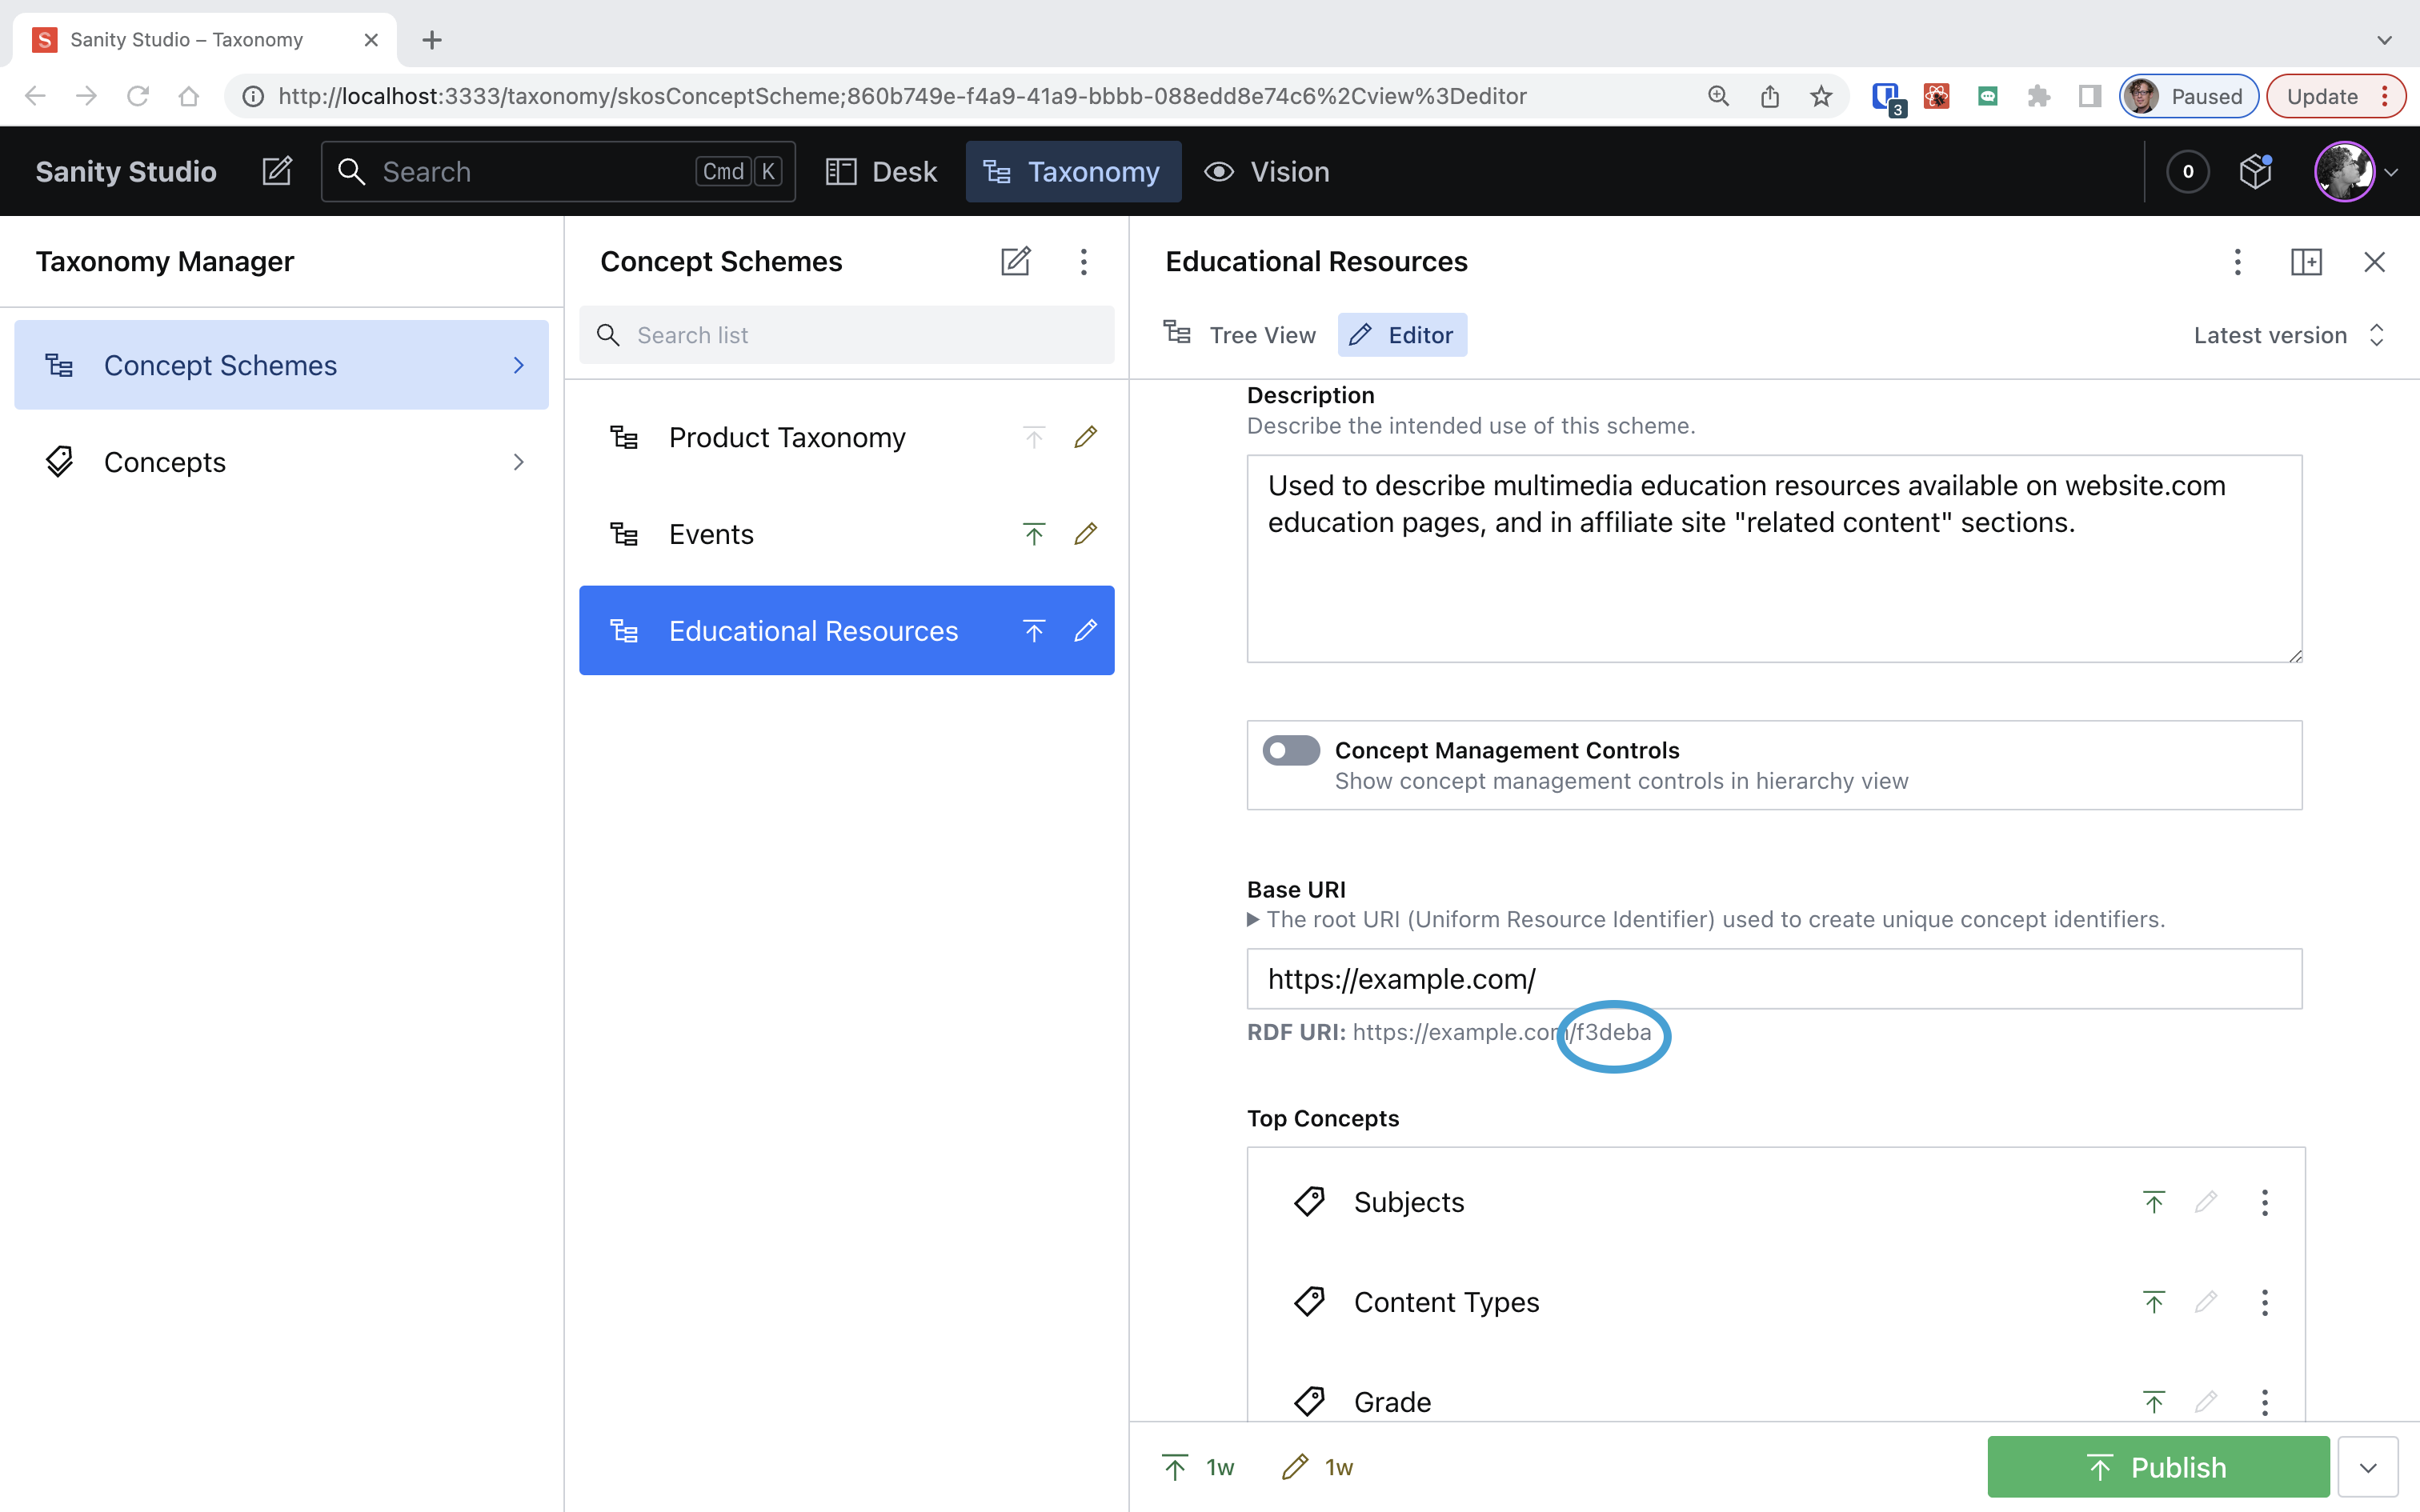 Sanity Studio – Taxonomy
http://localhost:3333/taxonomy/skosConceptScheme;860b749e-f4a9-41a9-bbbb-088edd8e74c6%2Cview%3Deditor
3
Paused
Update
Sanity Studio
Search
Cmd K
Desk
Taxonomy
Vision
0
Taxonomy Manager
Concept Schemes
Concepts
Concept Schemes
Search list
Product Taxonomy
Events
Educational Resources
Educational Resources
Tree View
Editor
Latest version
Description
Describe the intended use of this scheme.
Used to describe multimedia education resources available on website.com
education pages, and in affiliate site "related content" sections.
Concept Management Controls
Show concept management controls in hierarchy view
Base URI
The root URI (Uniform Resource Identifier) used to create unique concept identifiers.
https://example.com/
RDF URI: https://example.com/f3deba
Top Concepts
Subjects
Content Types
Grade
1w
1w
Publish